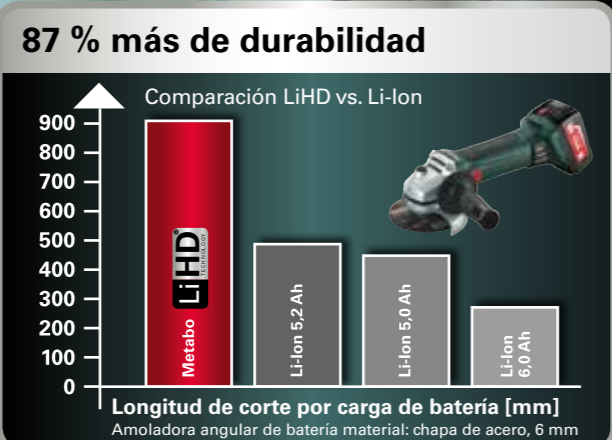 87 % más de durabilidad
Comparación LiHD vs. Li-Ion
900
800
700
600
500
400
300
200
100
0
Metabo LiHD TECHNOLOGY
Li-Ion 5,2 Ah
Li-Ion 5,0 Ah
Li-Ion
6,0 Ah
Longitud de corte por carga de batería [mm]
Amoladora angular de batería material: chapa de acero, 6 mm